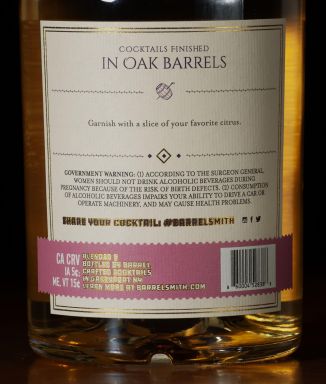 COCKTAILS FINISHED
IN OAK BARRELS
Garnish with a slice of your favorite citrus.
GOVERNMENT WARNING: (1) ACCORDING TO THE SURGEON GENERAL,
WOMEN SHOULD NOT DRINK ALCOHOLIC BEVERAGES DURING
PREGNANCY BECAUSE OF THE RISK OF BIRTH DEFECTS. (2) CONSUMPTION
OF ALCOHOLIC BEVERAGES IMPAIRS YOUR ABILITY TO DRIVE A CAR OR
OPERATE MACHINERY, AND MAY CAUSE HEALTH PROBLEMS.
SHARE YOUR COCKTAIL: #BARRELSMITH
CA CRV
IA 5¢,
ME, VT 15¢
BLENDED &
BOTTLED BY BARREL
CRAFTED COCKTAILS
LEARN MORE AT BARRELSMITH.COM